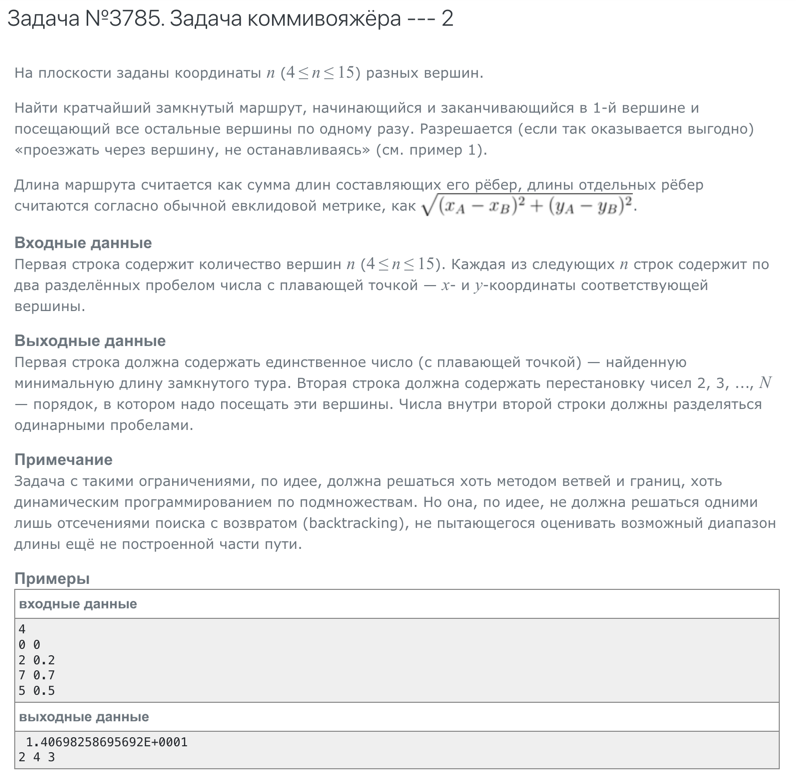 Задача №3785. Задача коммивояжёра --- 2
На плоскости заданы координаты n (4≤n≤15) разных вершин.
Найти кратчайший замкнутый маршрут, начинающийся и заканчивающийся в 1-й вершине и
посещающий все остальные вершины по одному разу. Разрешается (если так оказывается выгодно)
«проезжать через вершину, не останавливаясь» (см. пример 1).
Длина маршрута считается как сумма длин составляющих его рёбер, длины отдельных рёбер
считаются согласно обычной евклидовой метрике, как √(x_A − x_B)² + (y_A − y_B)².
Входные данные
Первая строка содержит количество вершин n (4≤n≤15). Каждая из следующих n строк содержит по
два разделённых пробелом числа с плавающей точкой — x- и y-координаты соответствующей
вершины.
Выходные данные
Первая строка должна содержать единственное число (с плавающей точкой) — найденную
минимальную длину замкнутого тура. Вторая строка должна содержать перестановку чисел 2, 3, ..., N
— порядок, в котором надо посещать эти вершины. Числа внутри второй строки должны разделяться
одинарными пробелами.
Примечание
Задача с такими ограничениями, по идее, должна решаться хоть методом ветвей и границ, хоть
динамическим программированием по подмножествам. Но она, по идее, не должна решаться одними
лишь отсечениями поиска с возвратом (backtracking), не пытающегося оценивать возможный диапазон
длины ещё не построенной части пути.
Примеры
входные данные
4
0 0
2 0.2
7 0.7
5 0.5
выходные данные
1.40698258695692E+0001
2 4 3